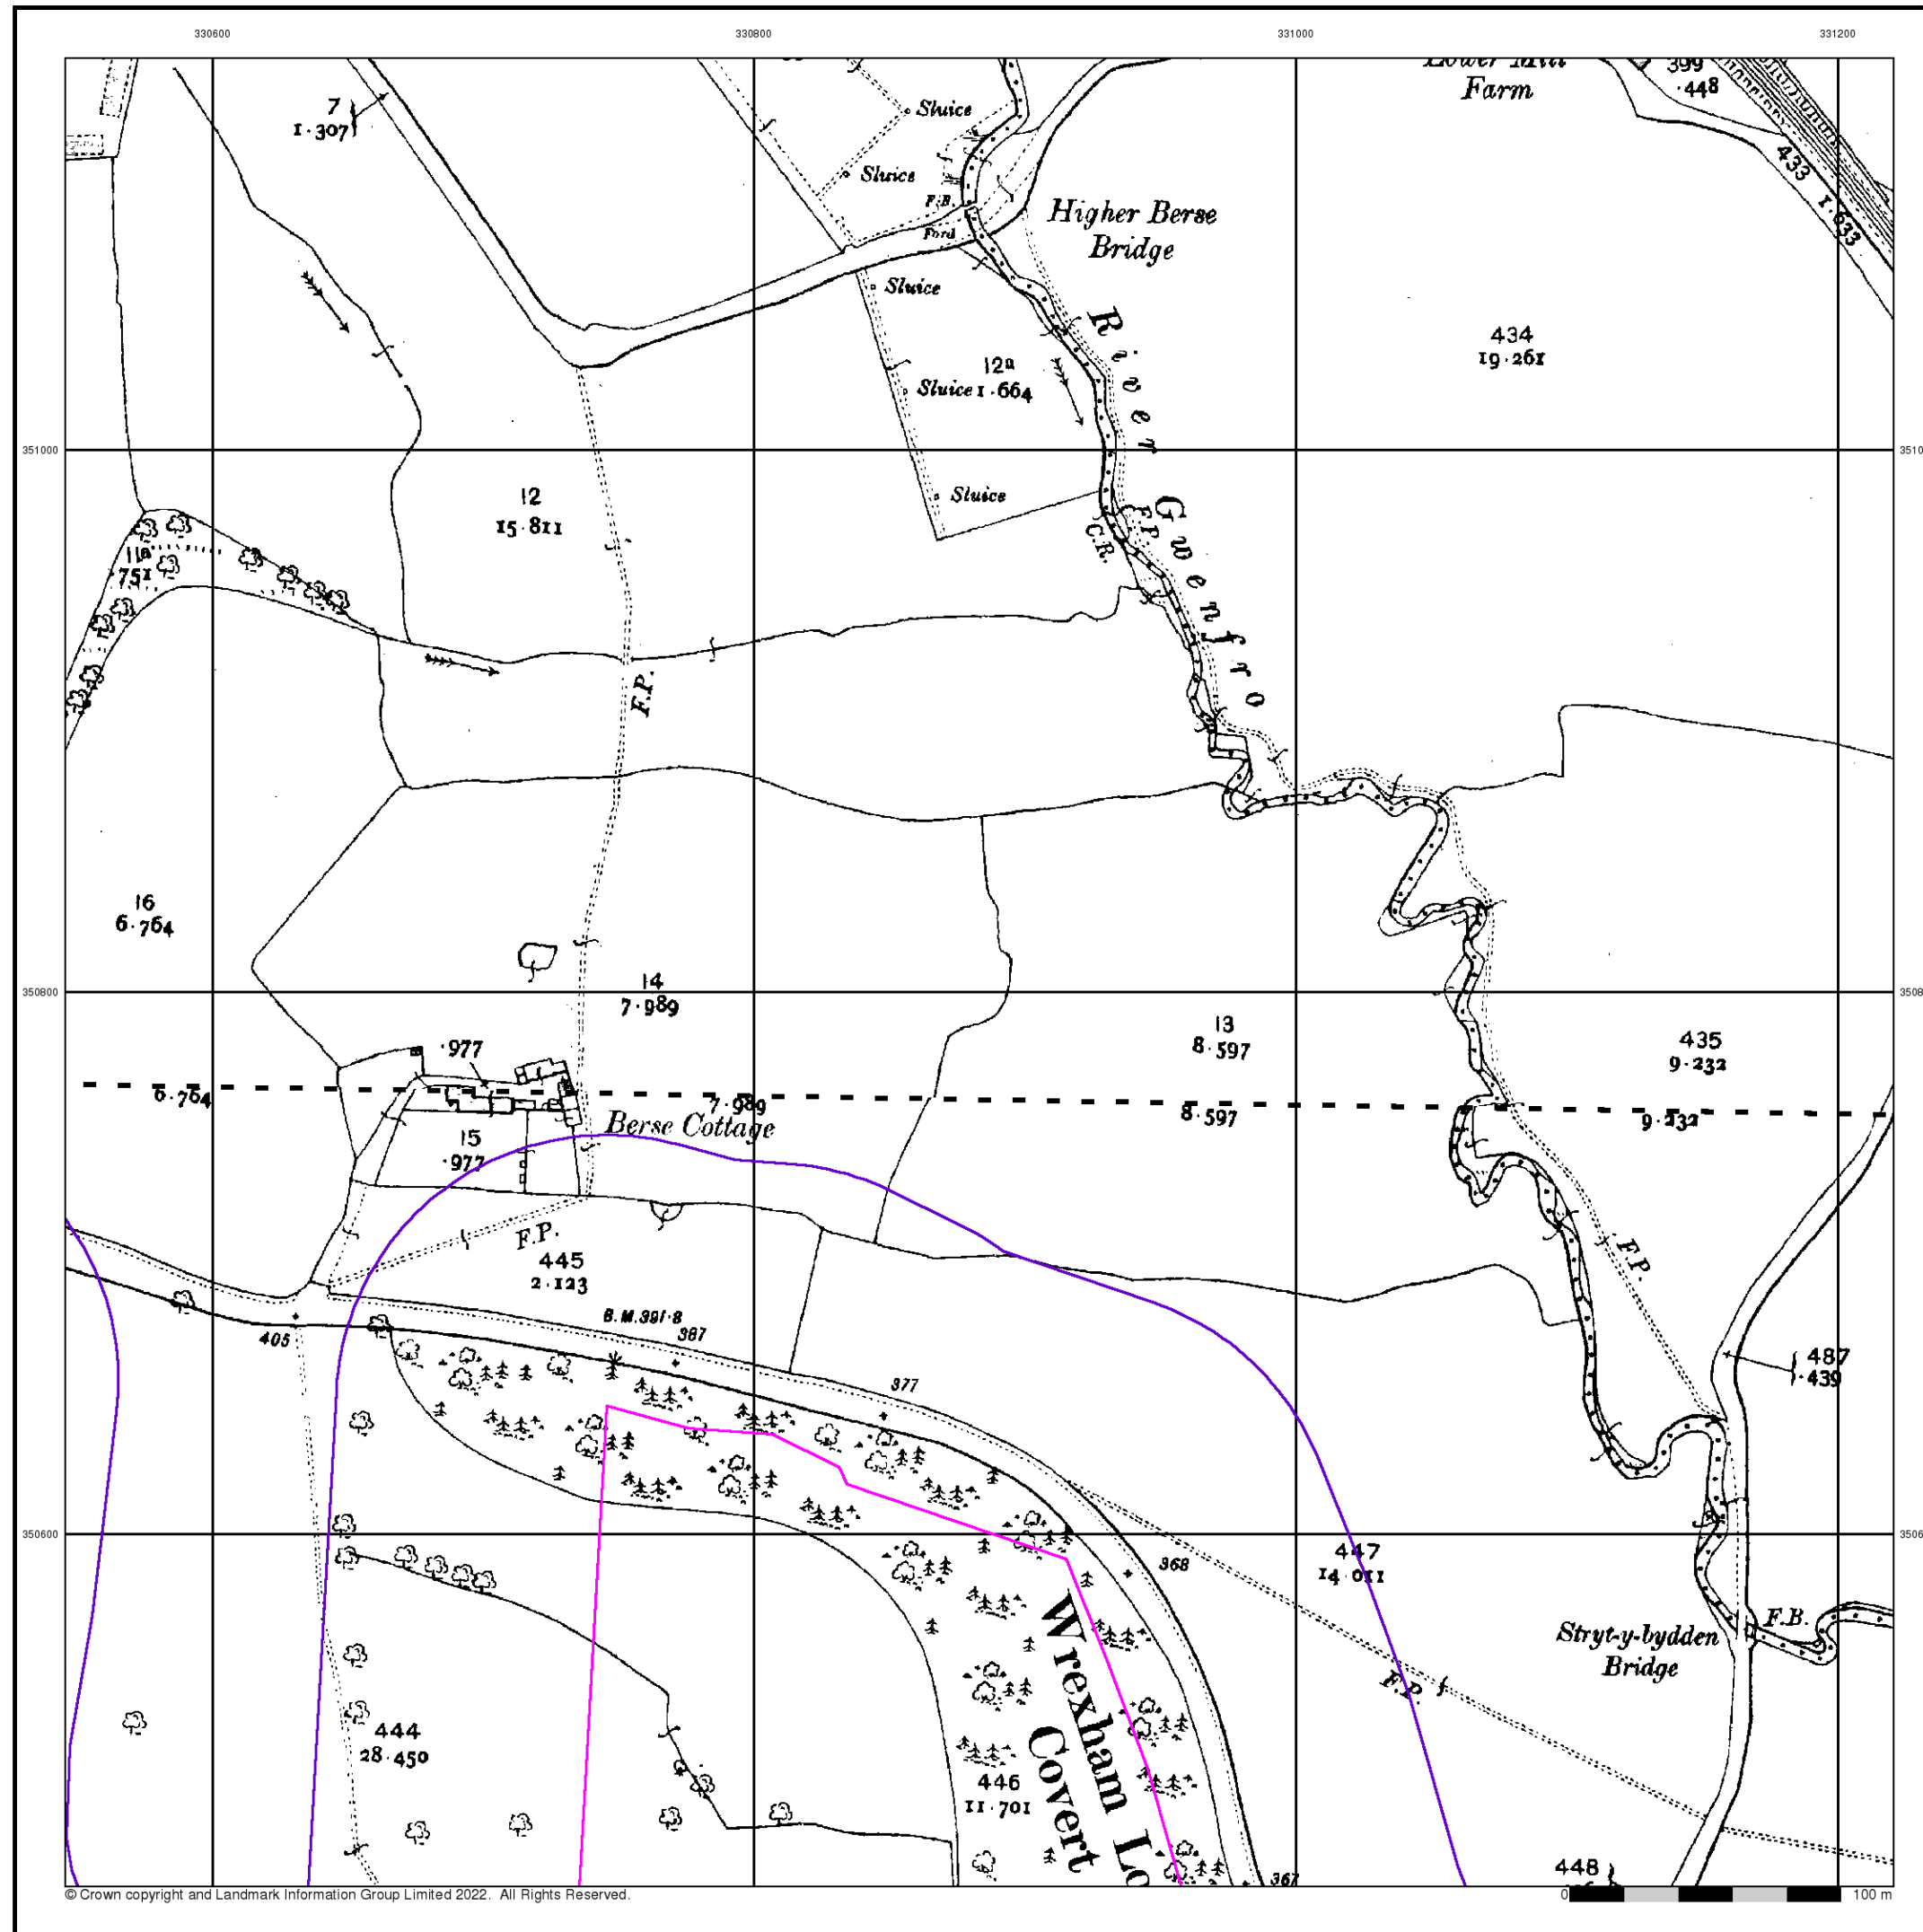 330600
330800
331000
331200
Farm
399
.448
7
1.307
Sluice
Sluice
F.B.
Ford
Higher Berse
Bridge
433
1.633
Sluice
River Gwenfro
434
19.261
12a
Sluice 1.664
351000
3510
12
15.811
Sluice
F.P.
C.R.
11a
.751
F.P.
16
6.764
14
7.989
350800
3508
13
8.597
435
9.232
.977
6.764
7.989
8.597
9.232
Berse Cottage
15
.977
F.P.
445
2.123
F.P.
B.M.391.8
387
405
377
487
.439
350600
3506
368
447
14.011
Stryt-y-bydden
Bridge
F.B.
F.P.
444
28.450
Wrexham Lo
Covert
446
11.701
448
367
© Crown copyright and Landmark Information Group Limited 2022. All Rights Reserved.
0
100 m